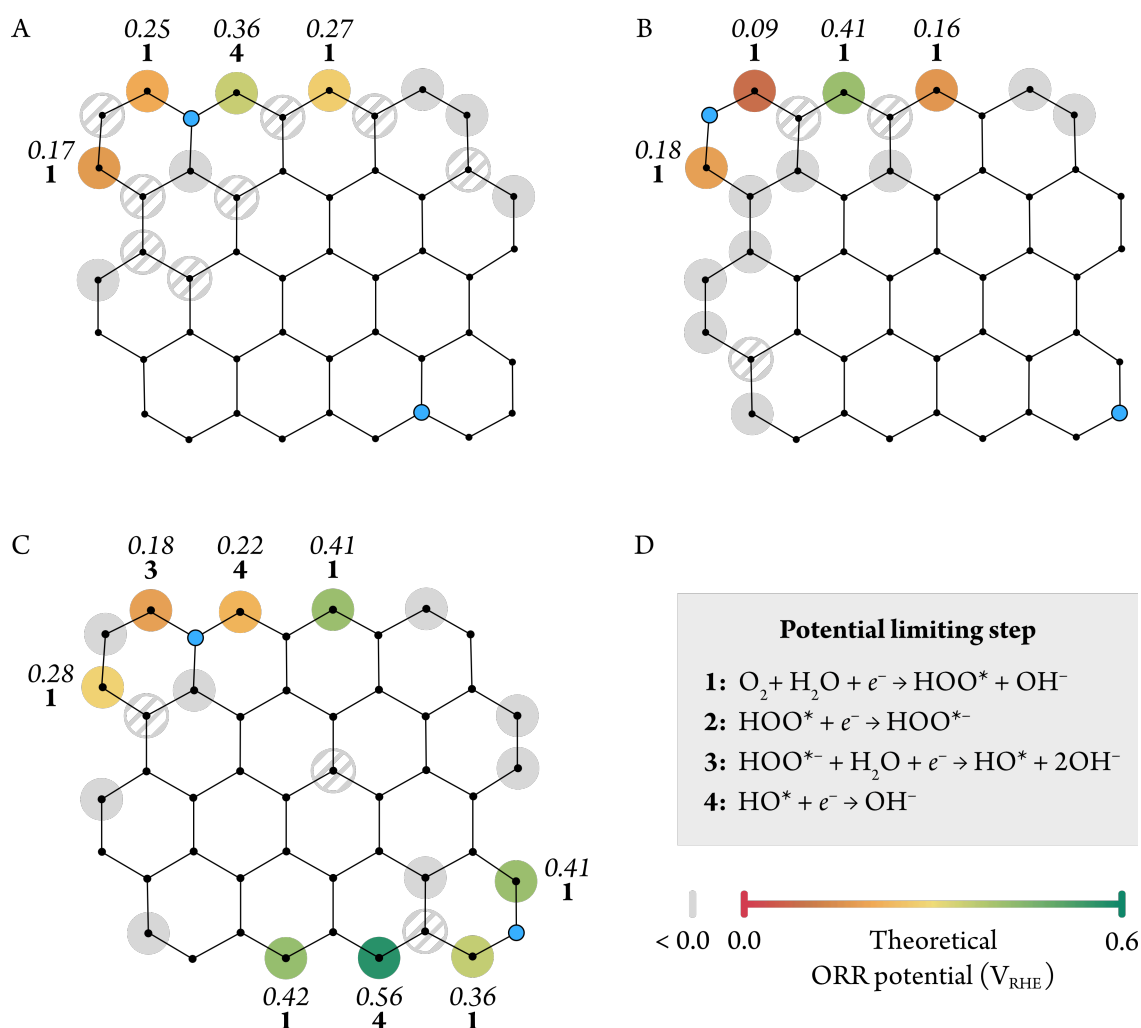 A
0.25 0.36 0.27
1 4 1
0.17
1
B
0.09 0.41 0.16
1 1 1
0.18
1
C
0.18 0.22 0.41
3 4 1
0.28
1
0.41
1
0.42 0.56 0.36
1 4 1
D
Potential limiting step
1: O₂ + H₂O + e⁻ → HOO* + OH⁻
2: HOO* + e⁻ → HOO*⁻
3: HOO*⁻ + H₂O + e⁻ → HO* + 2OH⁻
4: HO* + e⁻ → OH⁻
< 0.0 0.0 Theoretical 0.6
ORR potential (V_RHE)